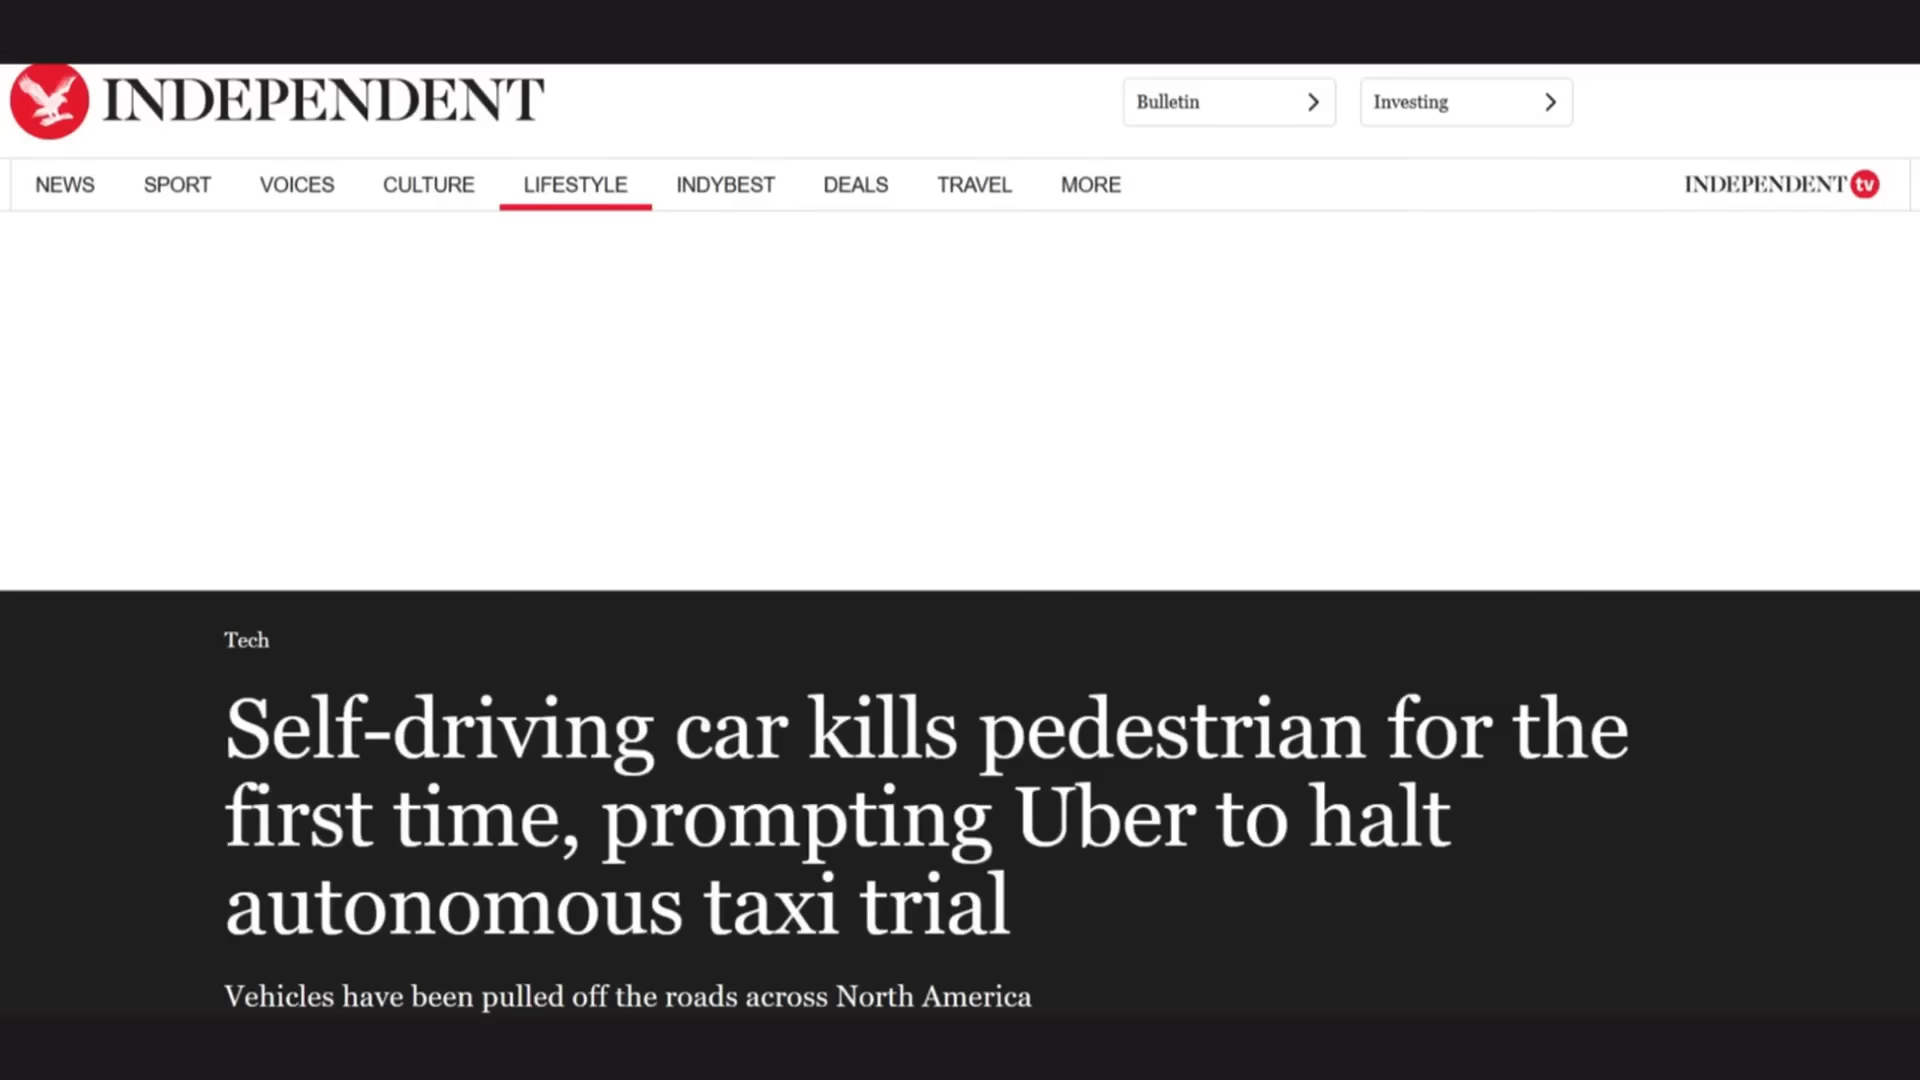 INDEPENDENT
Bulletin
Investing
NEWS SPORT VOICES CULTURE LIFESTYLE INDYBEST DEALS TRAVEL MORE
INDEPENDENT tv
Tech
Self-driving car kills pedestrian for the
first time, prompting Uber to halt
autonomous taxi trial
Vehicles have been pulled off the roads across North America